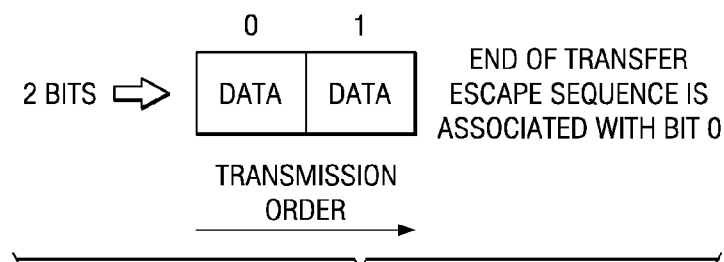 0 1
2 BITS DATA DATA
END OF TRANSFER
ESCAPE SEQUENCE IS
ASSOCIATED WITH BIT 0
TRANSMISSION
ORDER